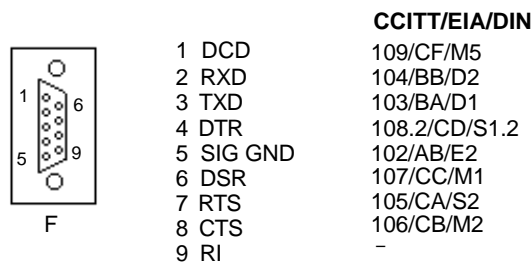 CCITT/EIA/DIN
1 DCD 109/CF/M5
2 RXD 104/BB/D2
3 TXD 103/BA/D1
4 DTR 108.2/CD/S1.2
5 SIG GND 102/AB/E2
6 DSR 107/CC/M1
7 RTS 105/CA/S2
8 CTS 106/CB/M2
9 RI –
1 6
5 9
F